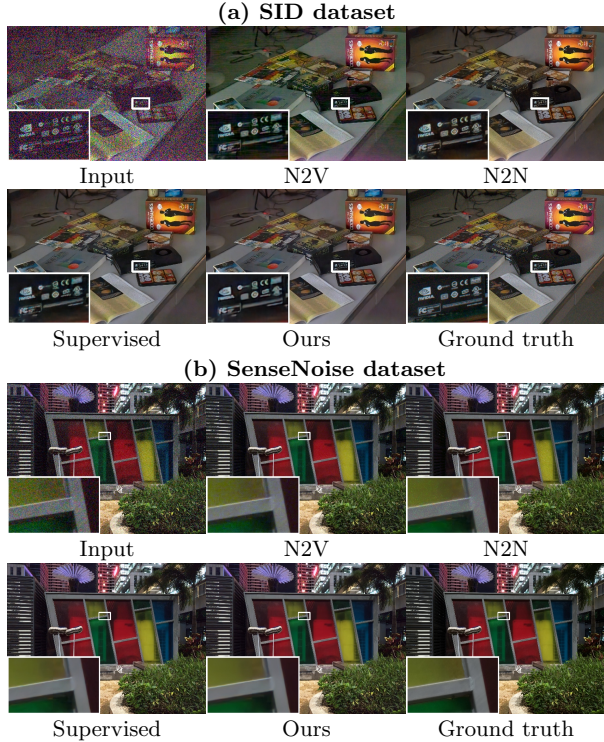 (a) SID dataset
Input N2V N2N
Supervised Ours Ground truth
(b) SenseNoise dataset
Input N2V N2N
Supervised Ours Ground truth